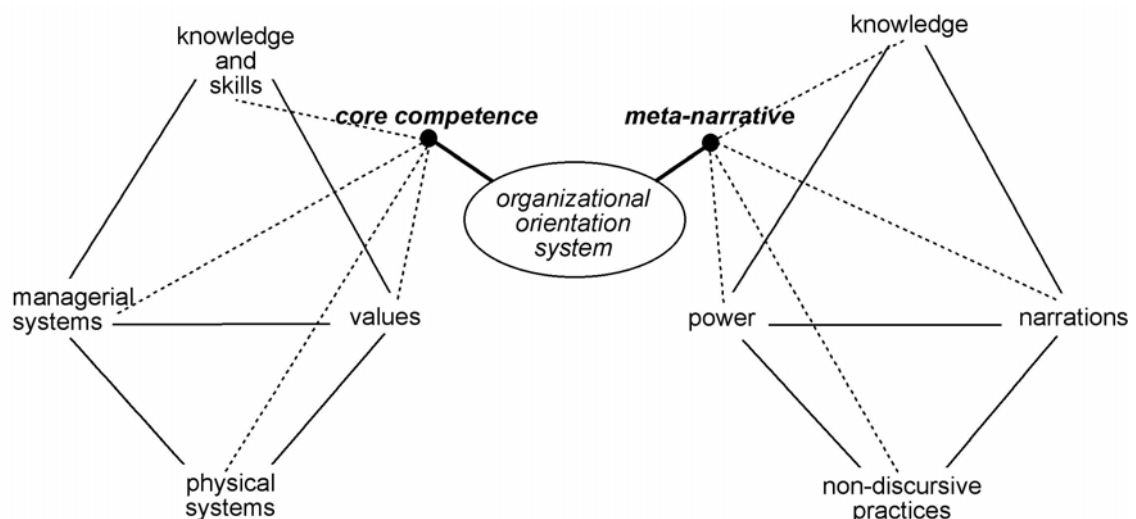 knowledge
and
skills
knowledge
core competence
meta-narrative
organizational
orientation
system
managerial
systems
values
power
narrations
physical
systems
non-discursive
practices